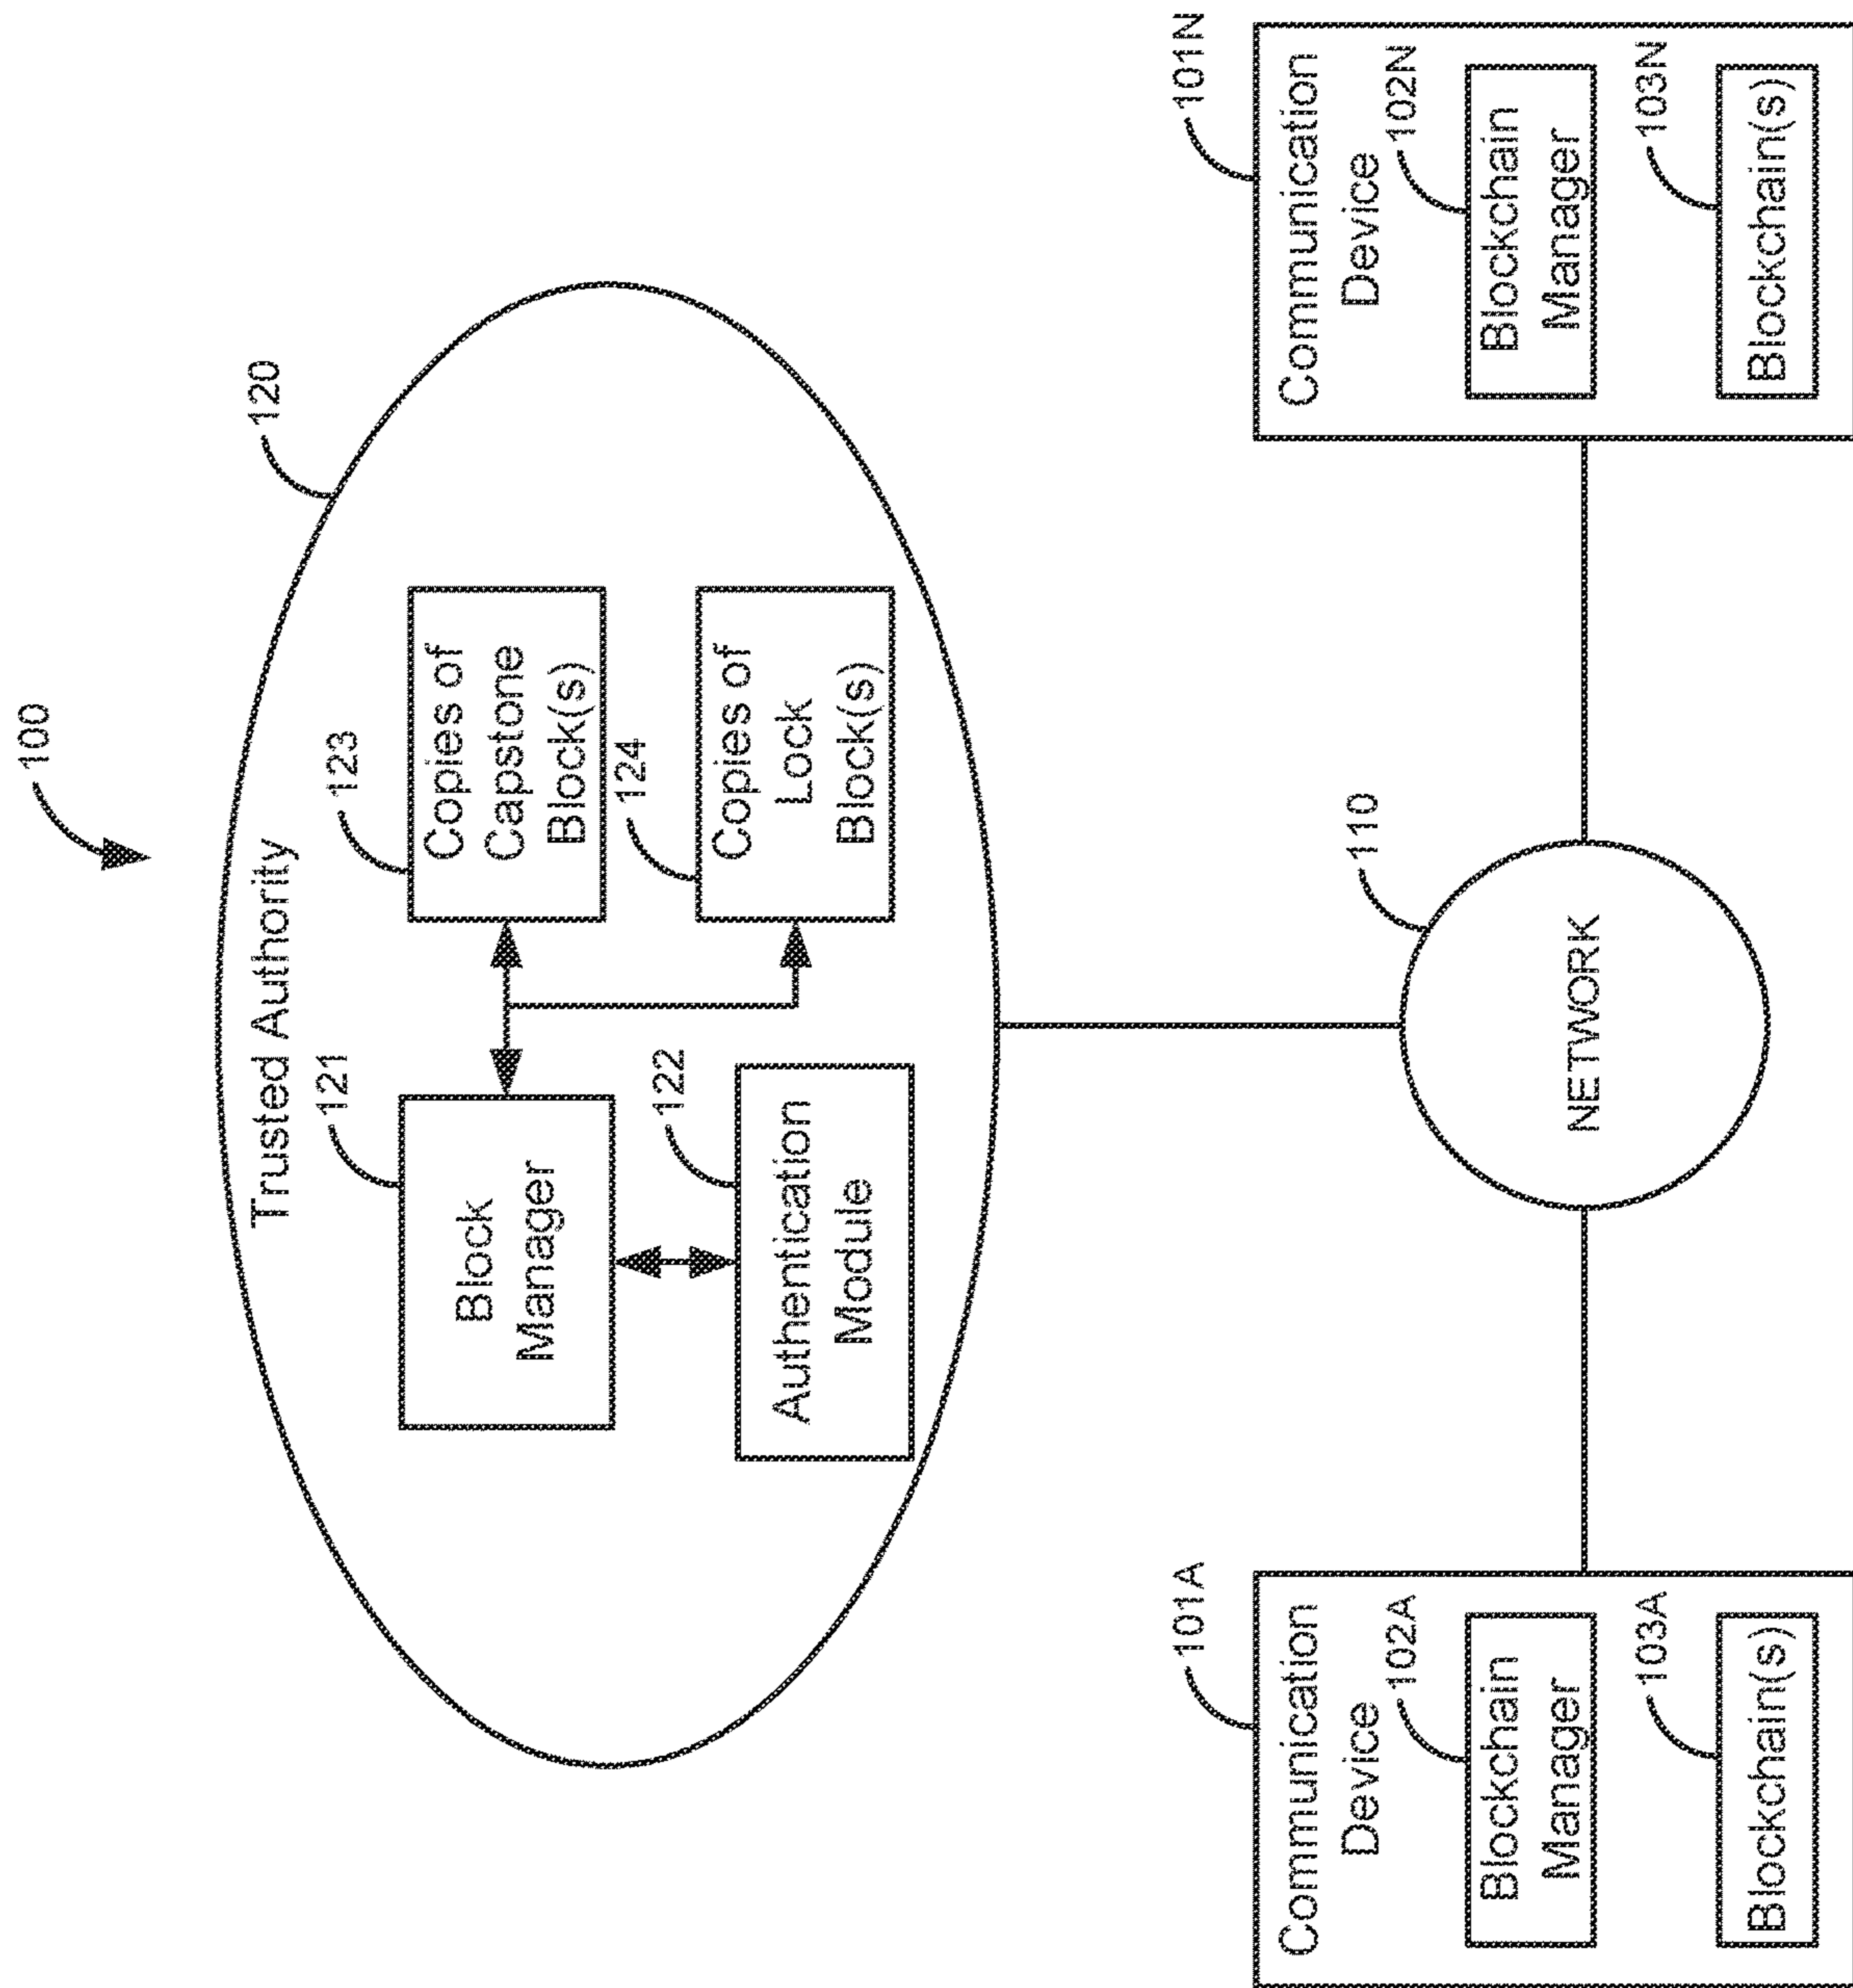 100
120
Trusted Authority
121
Block
Manager
122
Authentication
Module
123
Copies of
Capstone
Block(s)
124
Copies of
Lock
Block(s)
110
NETWORK
101A
Communication
Device
102A
Blockchain
Manager
103A
Blockchain(s)
101N
Communication
Device
102N
Blockchain
Manager
103N
Blockchain(s)